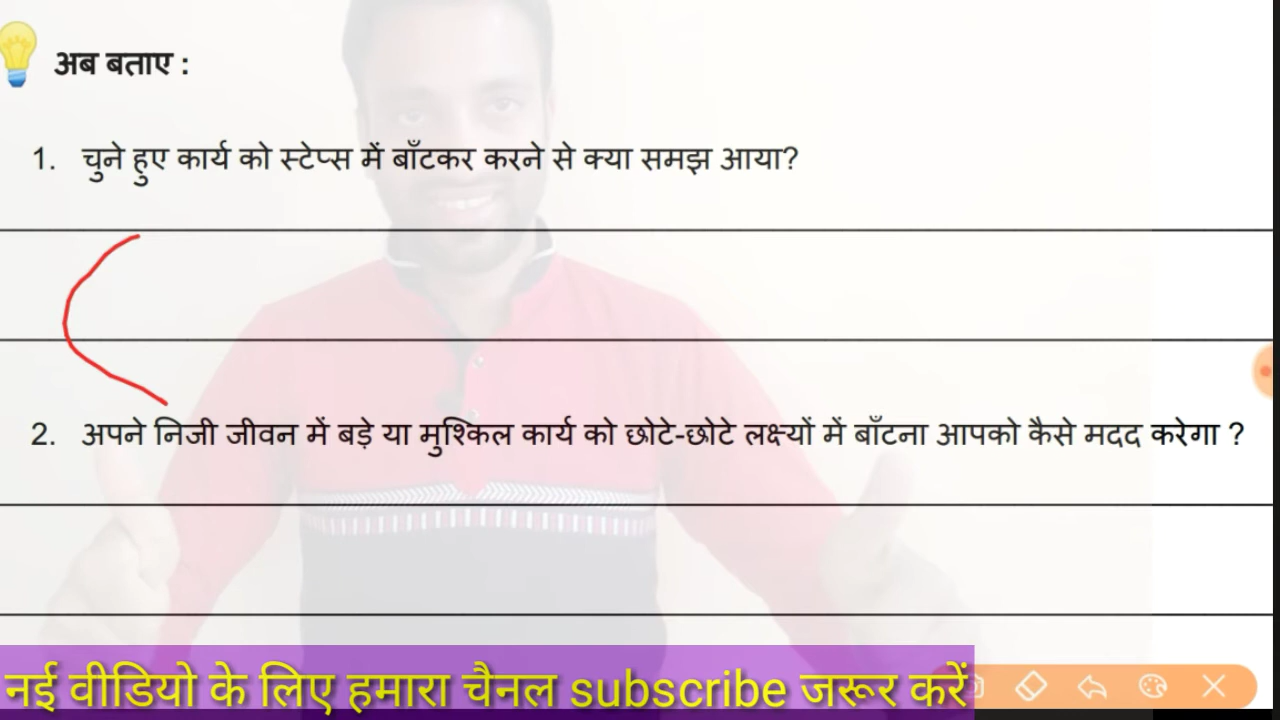 अब बताए :
1. चुने हुए कार्य को स्टेप्स में बाँटकर करने से क्या समझ आया?
2. अपने निजी जीवन में बड़े या मुश्किल कार्य को छोटे-छोटे लक्ष्यों में बाँटना आपको कैसे मदद करेगा ?
नई वीडियो के लिए हमारा चैनल subscribe जरूर करें